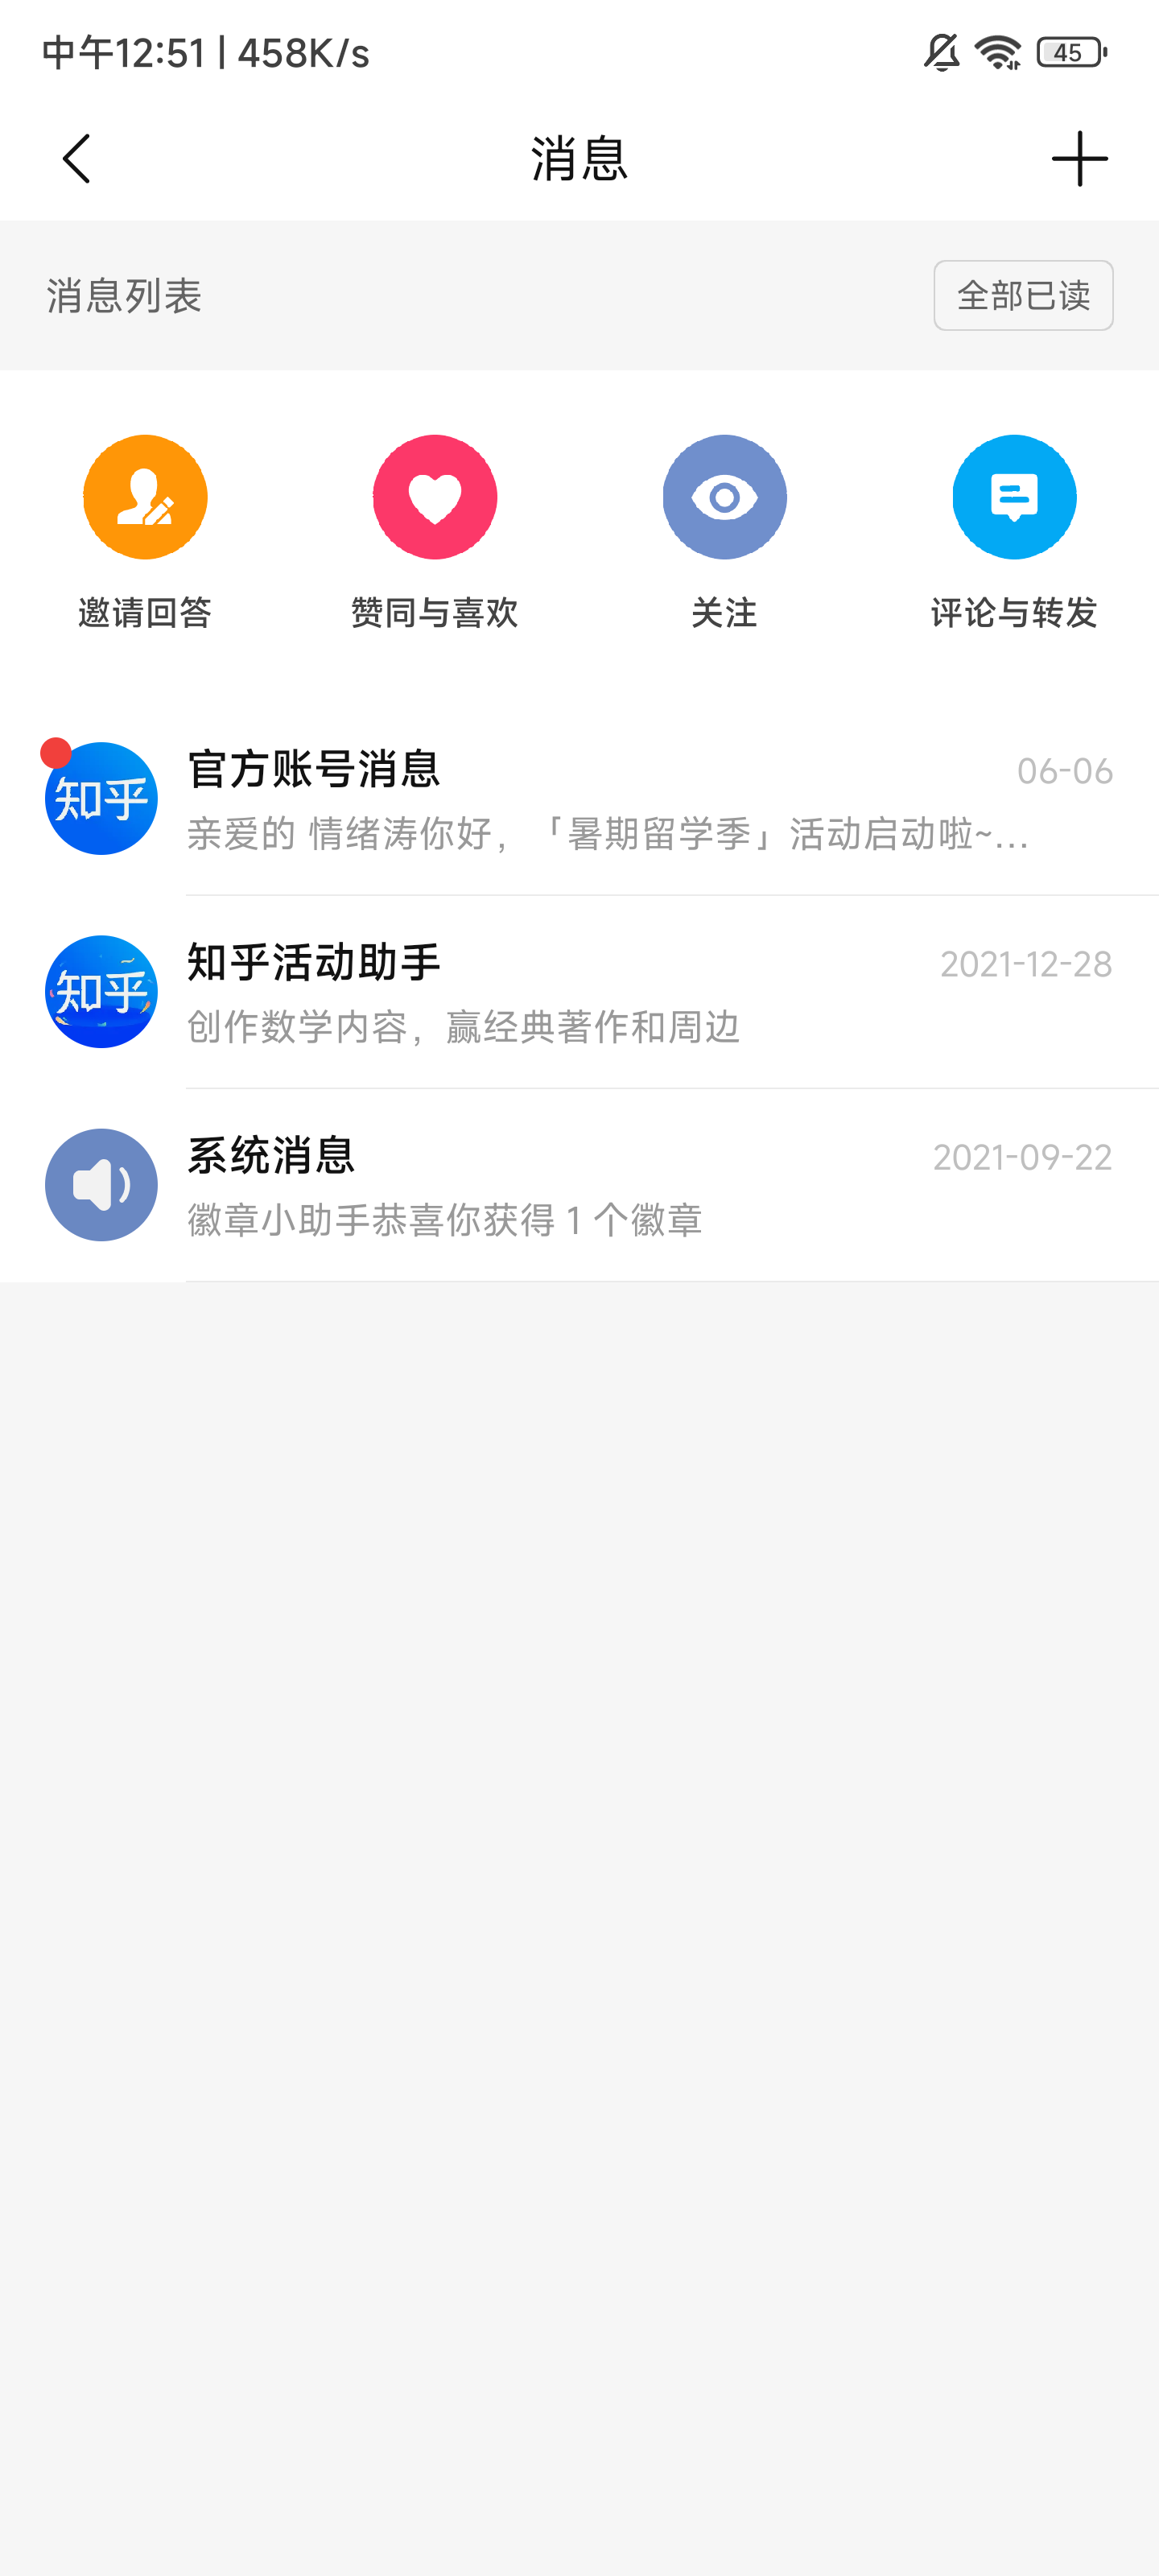 中午12:51 | 458K/s
45
消息
消息列表
全部已读
邀请回答
赞同与喜欢
关注
评论与转发
知乎
官方账号消息
06-06
亲爱的 情绪涛你好，「暑期留学季」活动启动啦~...
知乎
知乎活动助手
2021-12-28
创作数学内容，赢经典著作和周边
系统消息
2021-09-22
徽章小助手恭喜你获得 1 个徽章